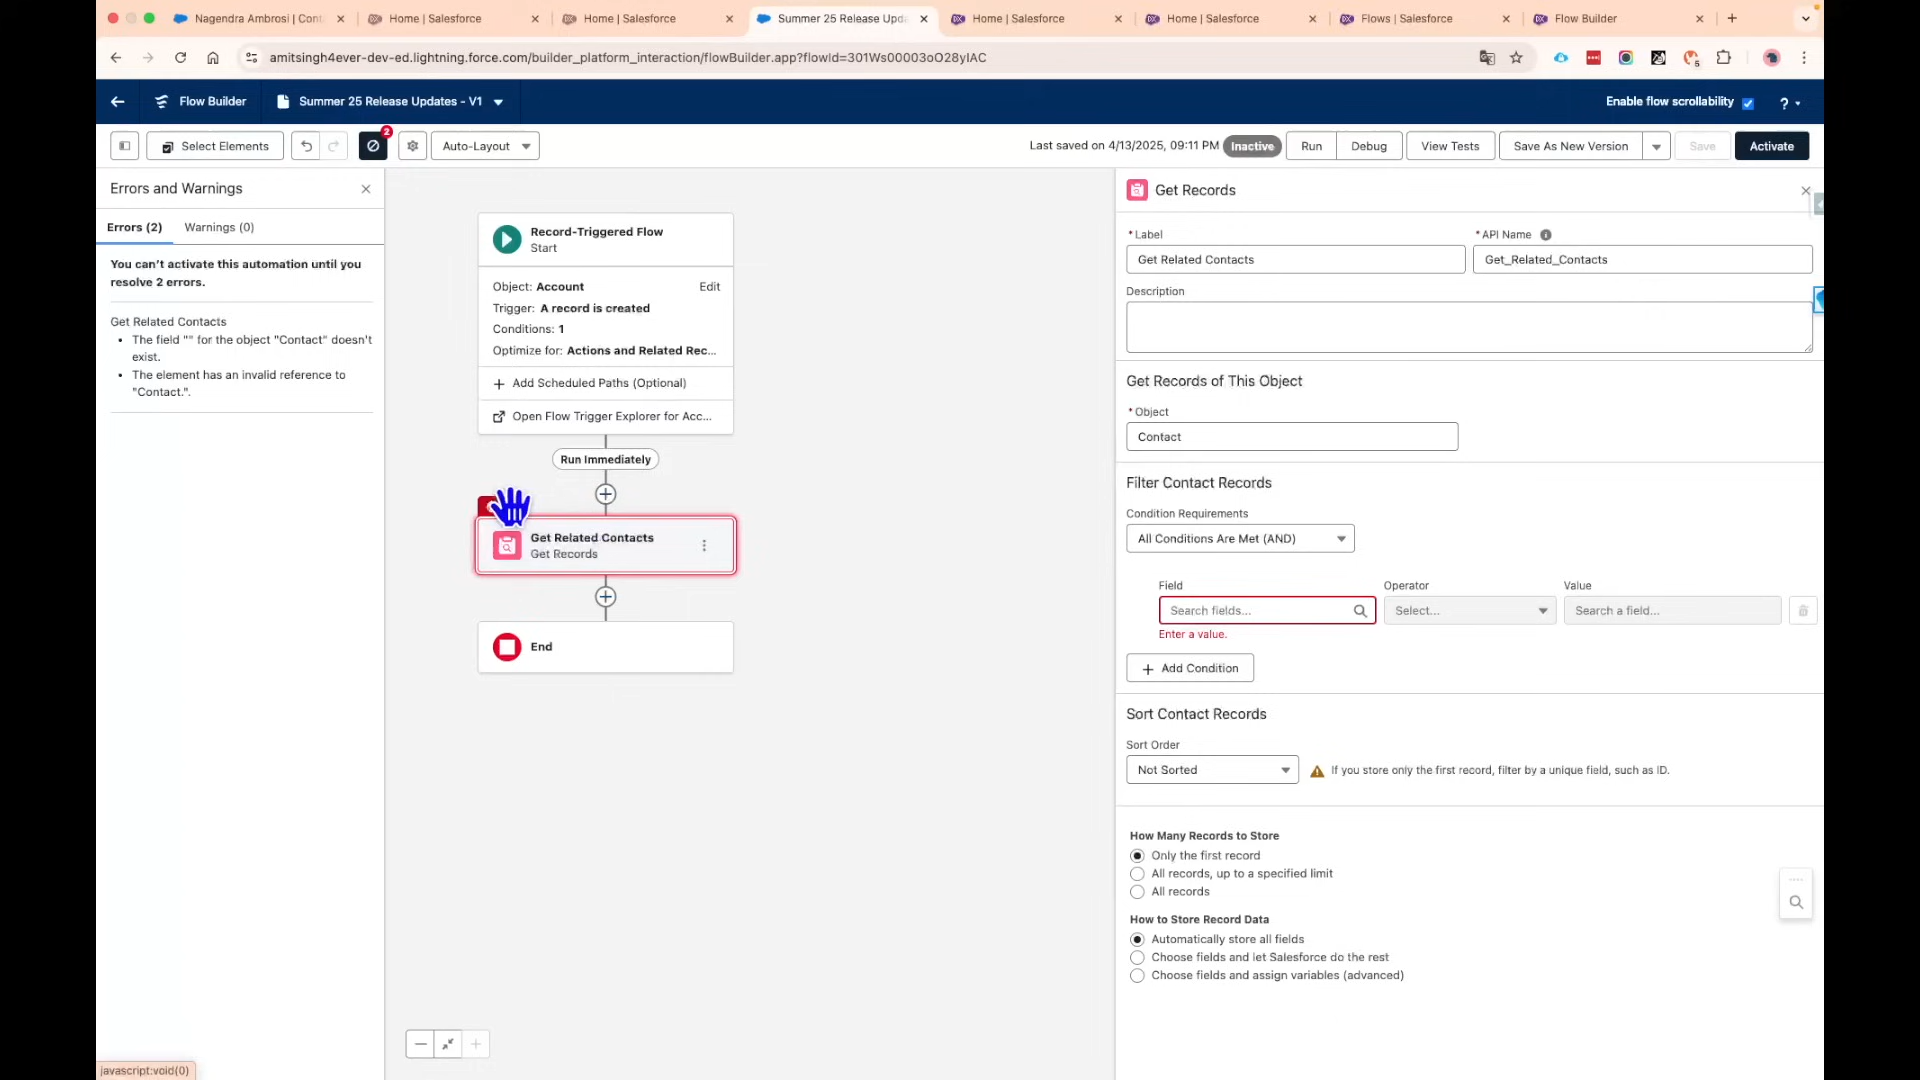 Nagendra Ambrosi | Cont
Home | Salesforce
Home | Salesforce
Summer 25 Release Upda
Home | Salesforce
Home | Salesforce
Flows | Salesforce
Flow Builder
amitsingh4ever-dev-ed.lightning.force.com/builder_platform_interaction/flowBuilder.app?flowId=301Ws00003oO28yIAC
5
Flow Builder
Summer 25 Release Updates - V1
Enable flow scrollability
?
Select Elements
2
Auto-Layout
Last saved on 4/13/2025, 09:11 PM
Inactive
Run
Debug
View Tests
Save As New Version
Save
Activate
Errors and Warnings
Errors (2)
Warnings (0)
You can't activate this automation until you
resolve 2 errors.
Get Related Contacts
• The field "" for the object "Contact" doesn't
exist.
• The element has an invalid reference to
"Contact.".
Record-Triggered Flow
Start
Object: Account
Edit
Trigger: A record is created
Conditions: 1
Optimize for: Actions and Related Rec...
Add Scheduled Paths (Optional)
Open Flow Trigger Explorer for Acc...
Run Immediately
Get Related Contacts
Get Records
End
Get Records
* Label
* API Name
Get Related Contacts
Get_Related_Contacts
Description
Get Records of This Object
* Object
Contact
Filter Contact Records
Condition Requirements
All Conditions Are Met (AND)
Field
Operator
Value
Search fields...
Select...
Search a field...
Enter a value.
Add Condition
Sort Contact Records
Sort Order
Not Sorted
If you store only the first record, filter by a unique field, such as ID.
How Many Records to Store
Only the first record
All records, up to a specified limit
All records
How to Store Record Data
Automatically store all fields
Choose fields and let Salesforce do the rest
Choose fields and assign variables (advanced)
javascript:void(0)